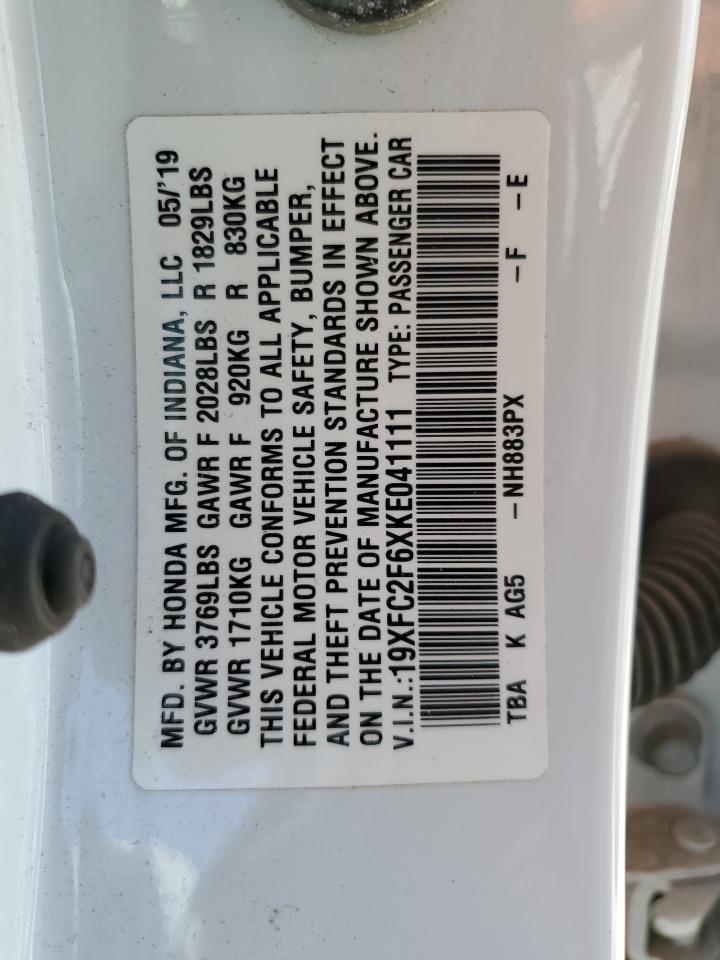 MFD. BY HONDA MFG. OF INDIANA, LLC 05/'19
GVWR 3769LBS GAWR F 2028LBS R 1829LBS
GVWR 1710KG GAWR F 920KG R 830KG
THIS VEHICLE CONFORMS TO ALL APPLICABLE
FEDERAL MOTOR VEHICLE SAFETY, BUMPER,
AND THEFT PREVENTION STANDARDS IN EFFECT
ON THE DATE OF MANUFACTURE SHOWN ABOVE.
V.I.N.:19XFC2F6XKE041111 TYPE: PASSENGER CAR
TBA K AG5 –NH883PX –F –E